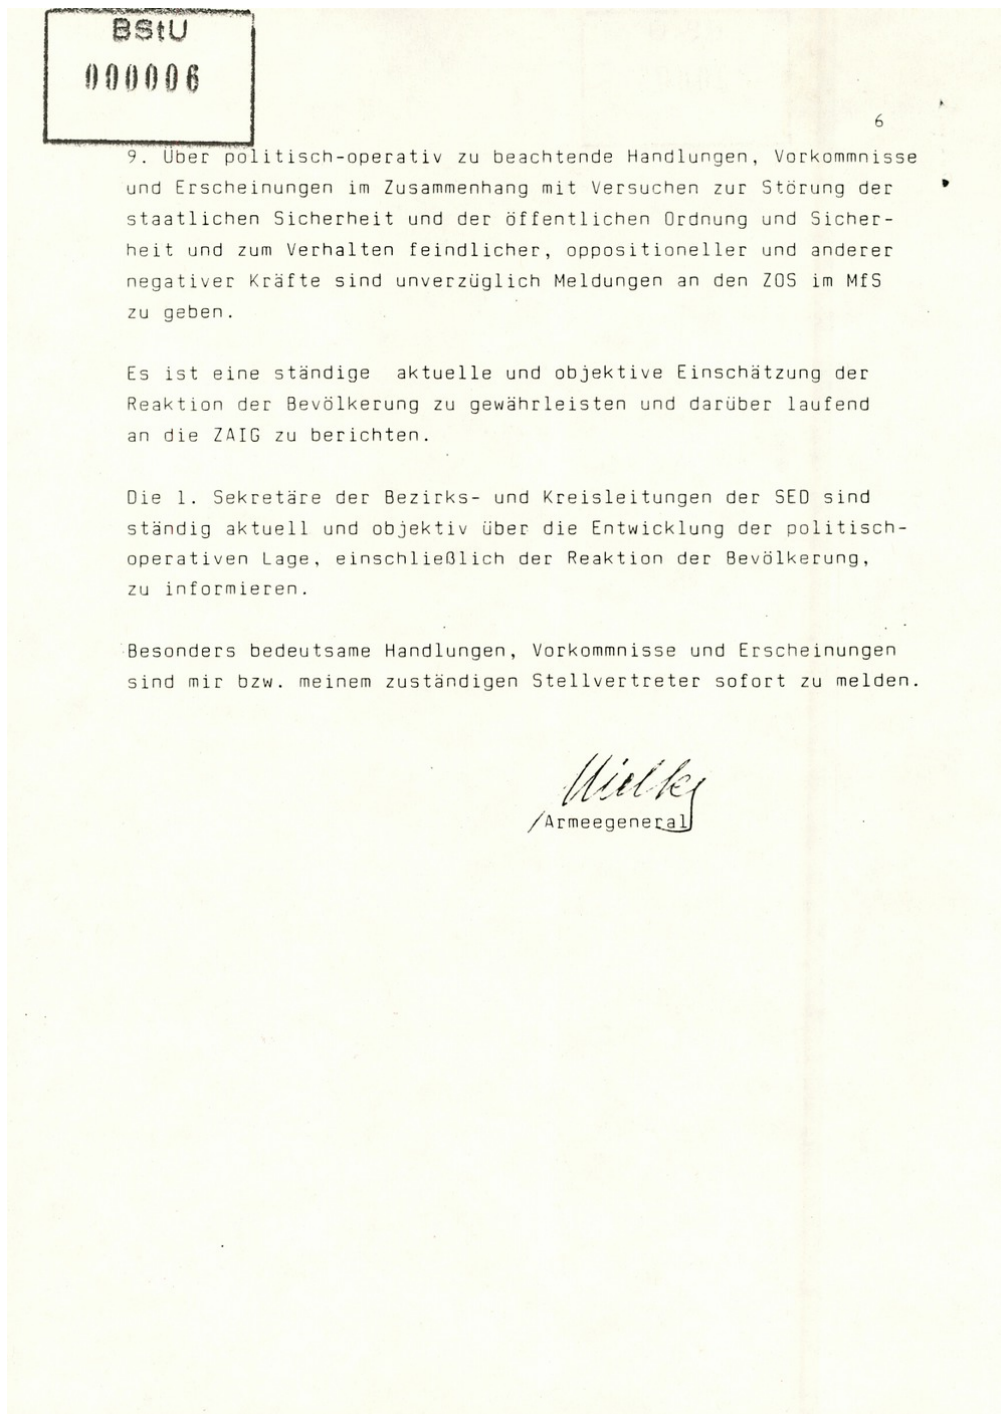 BStU
000006
6
9. Über politisch-operativ zu beachtende Handlungen, Vorkommnisse
und Erscheinungen im Zusammenhang mit Versuchen zur Störung der
staatlichen Sicherheit und der öffentlichen Ordnung und Sicher-
heit und zum Verhalten feindlicher, oppositioneller und anderer
negativer Kräfte sind unverzüglich Meldungen an den ZOS im MfS
zu geben.
Es ist eine ständige aktuelle und objektive Einschätzung der
Reaktion der Bevölkerung zu gewährleisten und darüber laufend
an die ZAIG zu berichten.
Die 1. Sekretäre der Bezirks- und Kreisleitungen der SED sind
ständig aktuell und objektiv über die Entwicklung der politisch-
operativen Lage, einschließlich der Reaktion der Bevölkerung,
zu informieren.
Besonders bedeutsame Handlungen, Vorkommnisse und Erscheinungen
sind mir bzw. meinem zuständigen Stellvertreter sofort zu melden.
Mielke
Armeegeneral